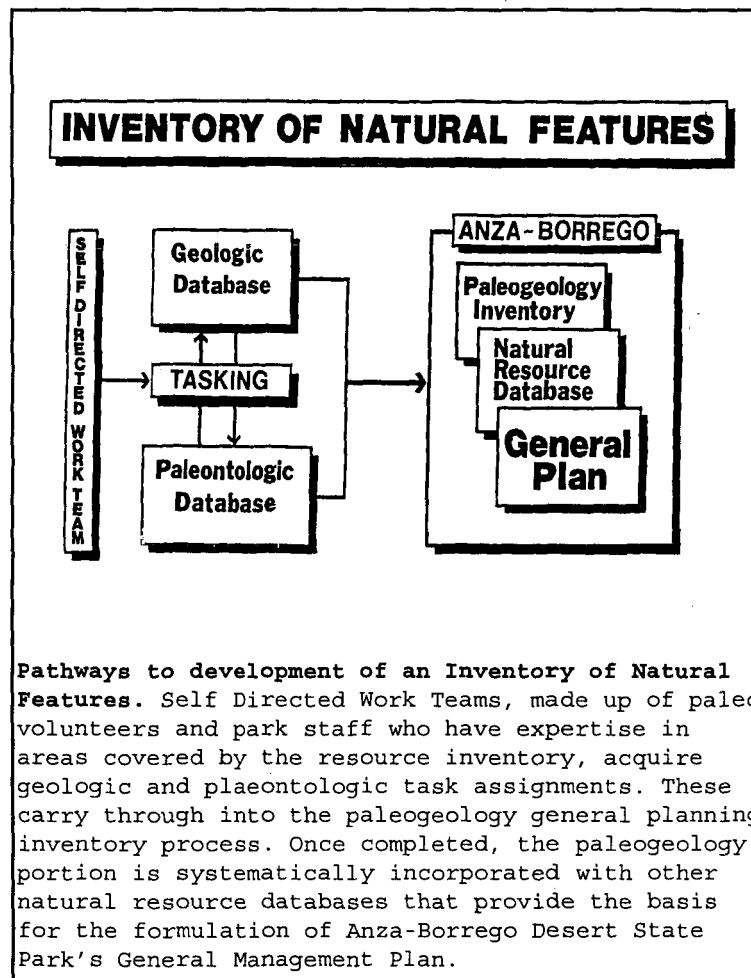 INVENTORY OF NATURAL FEATURES
SELF DIRECTED WORK TEAM
Geologic
Database
TASKING
Paleontologic
Database
ANZA-BORREGO
Paleogeology
Inventory
Natural
Resource
Database
General
Plan
Pathways to development of an Inventory of Natural
Features. Self Directed Work Teams, made up of paleo
volunteers and park staff who have expertise in
areas covered by the resource inventory, acquire
geologic and plaeontologic task assignments. These
carry through into the paleogeology general planning
inventory process. Once completed, the paleogeology
portion is systematically incorporated with other
natural resource databases that provide the basis
for the formulation of Anza-Borrego Desert State
Park's General Management Plan.